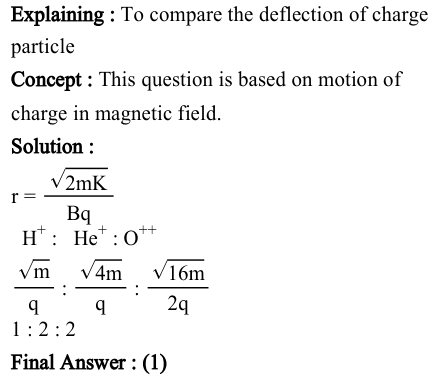 Explaining : To compare the deflection of charge
particle
Concept : This question is based on motion of
charge in magnetic field.
Solution :
r = √2mK / Bq
H⁺ : He⁺ : O⁺⁺
√m / q : √4m / q : √16m / 2q
1 : 2 : 2
Final Answer : (1)